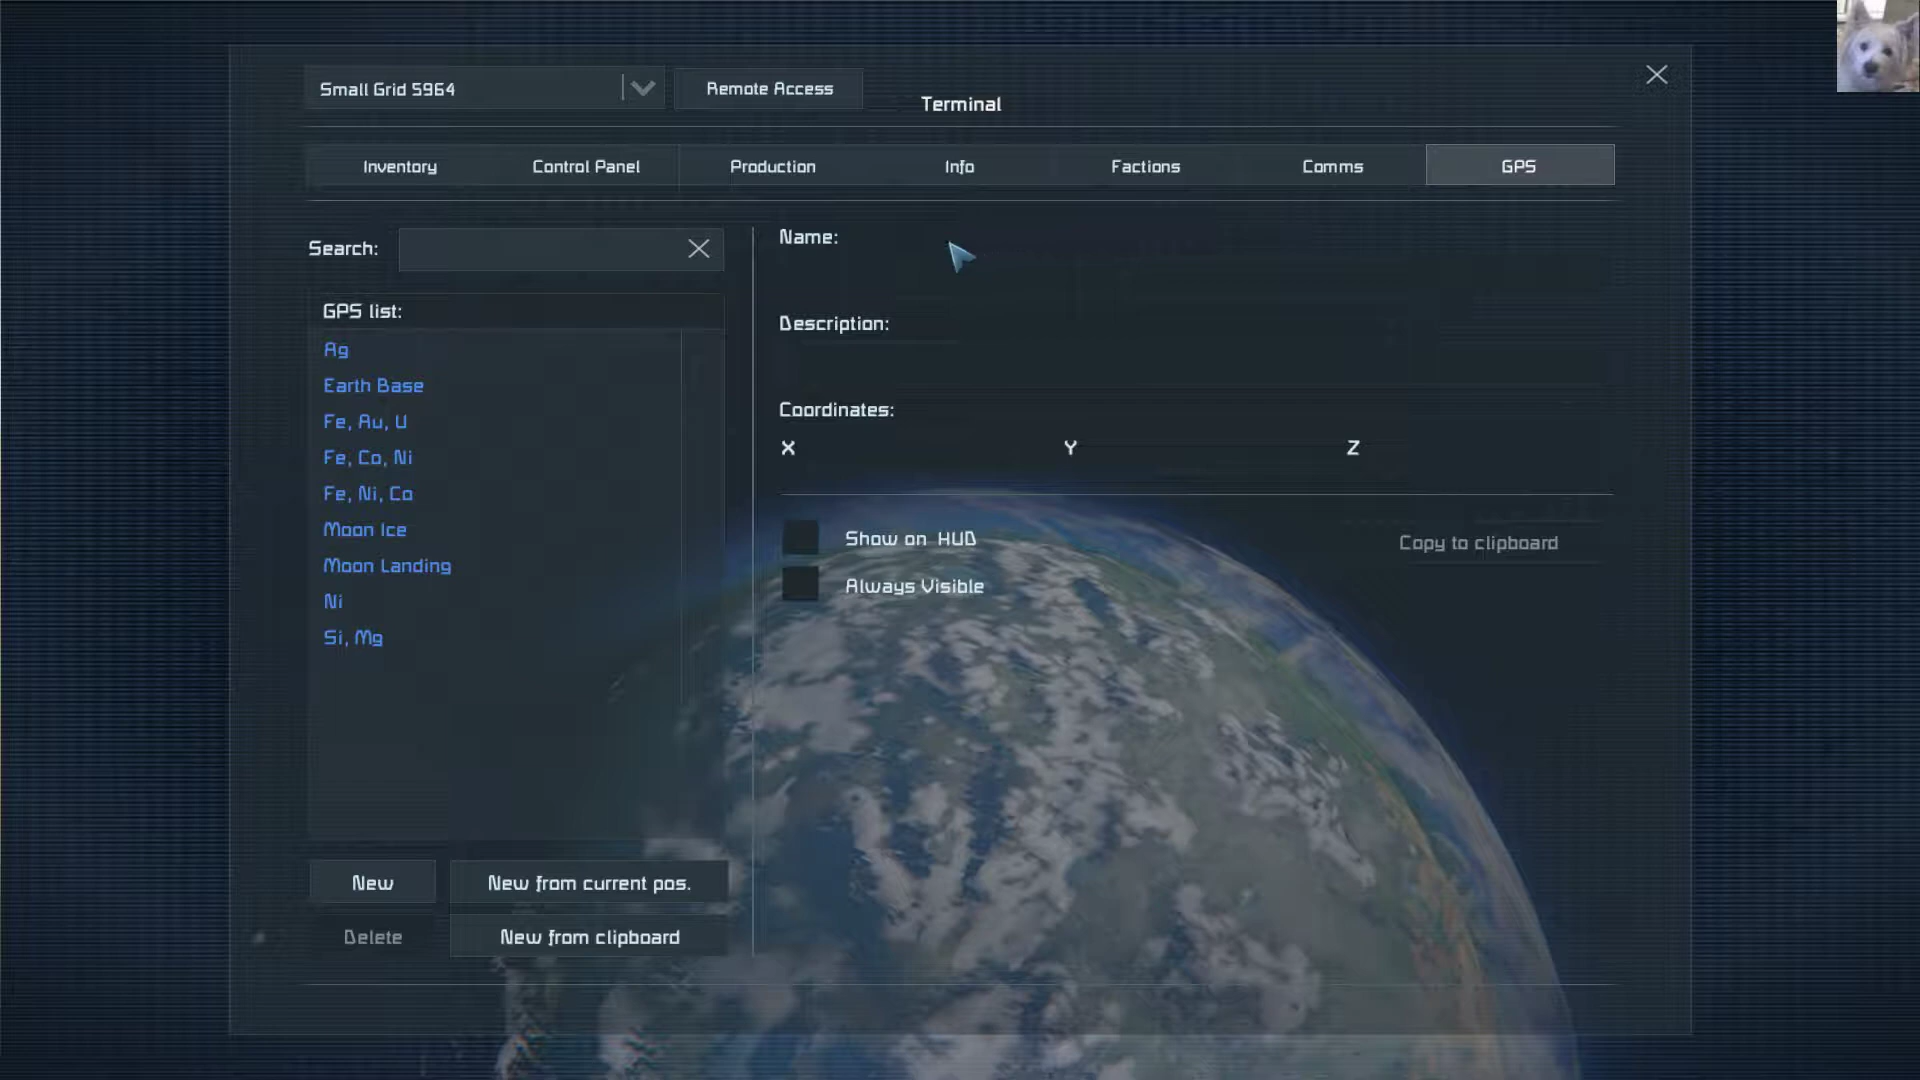 Small Grid 5964
Remote Access
Terminal
Inventory
Control Panel
Production
Info
Factions
Comms
GPS
Search:
GPS list:
Ag
Earth Base
Fe, Au, U
Fe, Co, Ni
Fe, Ni, Co
Moon Ice
Moon Landing
Ni
Si, Mg
New
New from current pos.
Delete
New from clipboard
Name:
Description:
Coordinates:
X Y Z
Show on HUD
Copy to clipboard
Always Visible